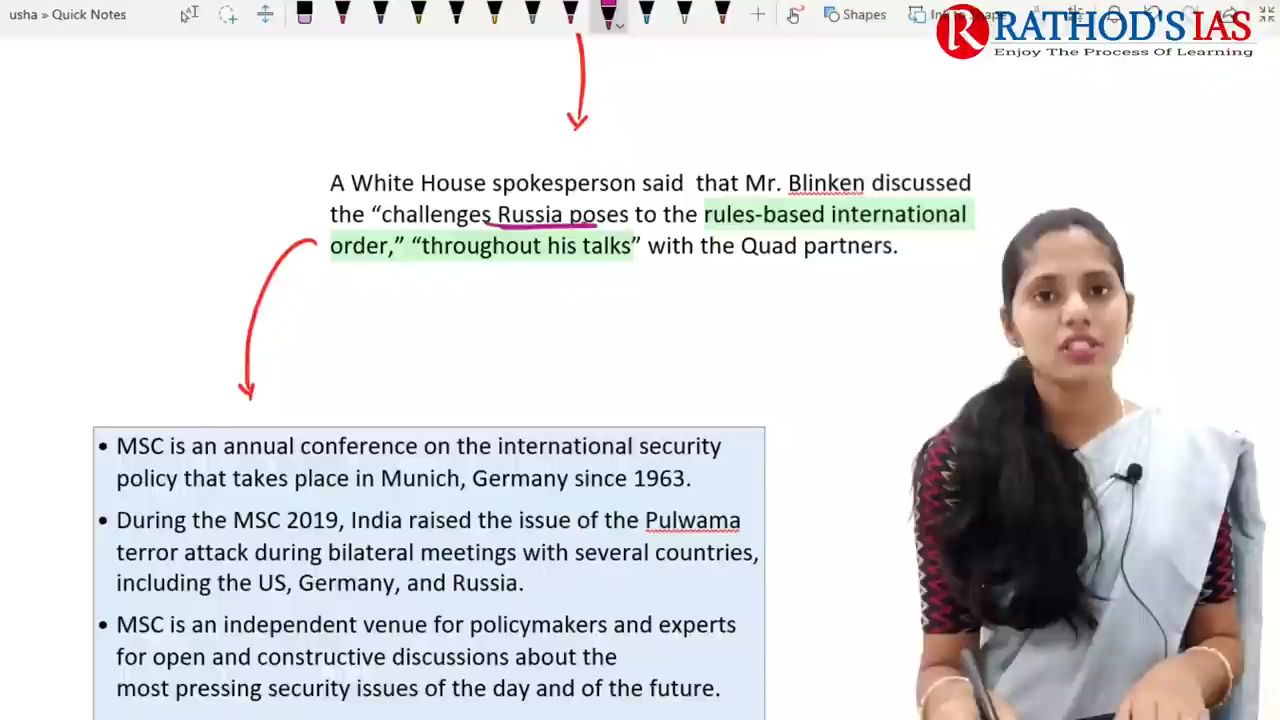 usha » Quick Notes
Shapes
RATHOD'S IAS
Enjoy The Process Of Learning
A White House spokesperson said that Mr. Blinken discussed
the “challenges Russia poses to the rules-based international
order,” “throughout his talks” with the Quad partners.
• MSC is an annual conference on the international security
policy that takes place in Munich, Germany since 1963.
• During the MSC 2019, India raised the issue of the Pulwama
terror attack during bilateral meetings with several countries,
including the US, Germany, and Russia.
• MSC is an independent venue for policymakers and experts
for open and constructive discussions about the
most pressing security issues of the day and of the future.